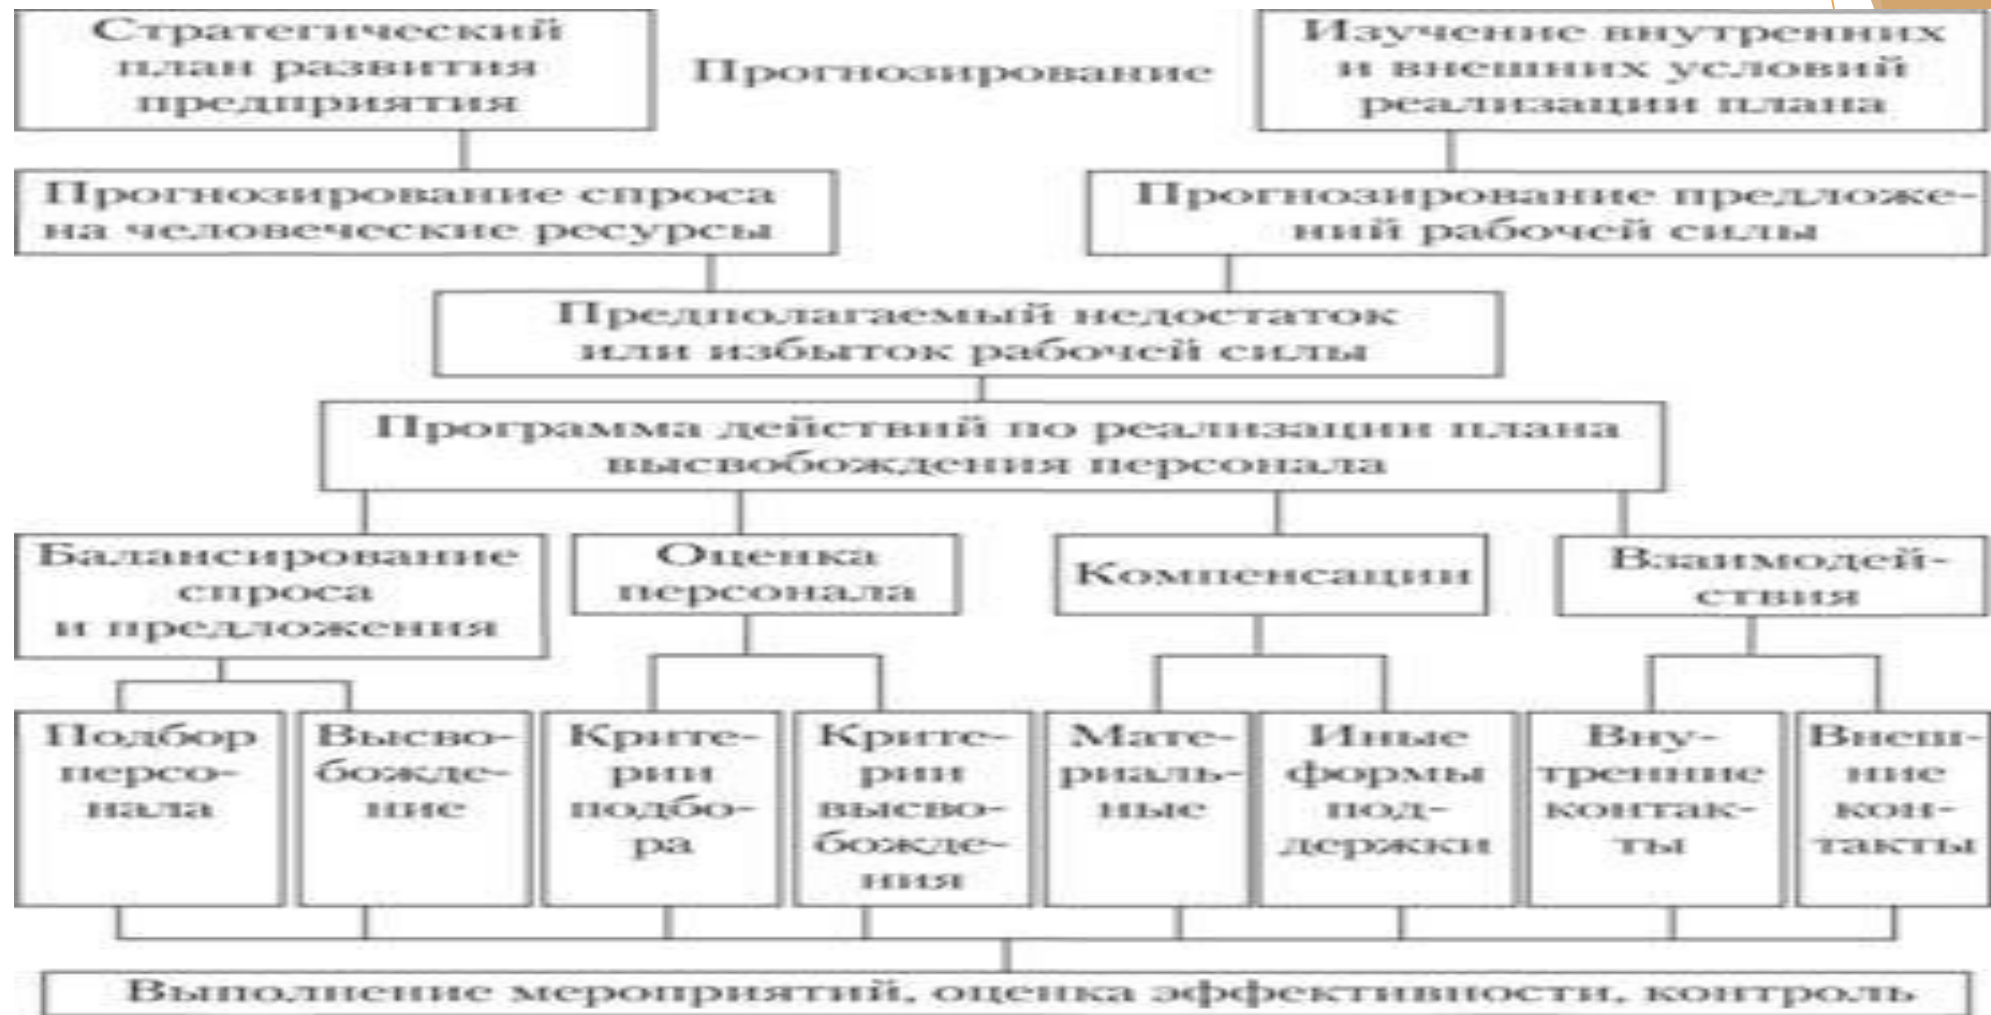 Стратегический
план развития
предприятия
Прогнозирование
Изучение внутренних
и внешних условий
реализации плана
Прогнозирование спроса
на человеческие ресурсы
Прогнозирование предложе-
ний рабочей силы
Предполагаемый недостаток
или избыток рабочей силы
Программа действий по реализации плана
высвобождения персонала
Балансирование
спроса
и предложения
Оценка
персонала
Компенсации
Взаимодей-
ствия
Подбор
персо-
нала
Высво-
божде-
ние
Крите-
рии
подбо-
ра
Крите-
рии
высво-
божде-
ния
Мате-
риаль-
ные
Иные
формы
под-
держки
Вну-
тренние
контак-
ты
Внеш-
ние
кон-
такты
Выполнение мероприятий, оценка эффективности, контроль